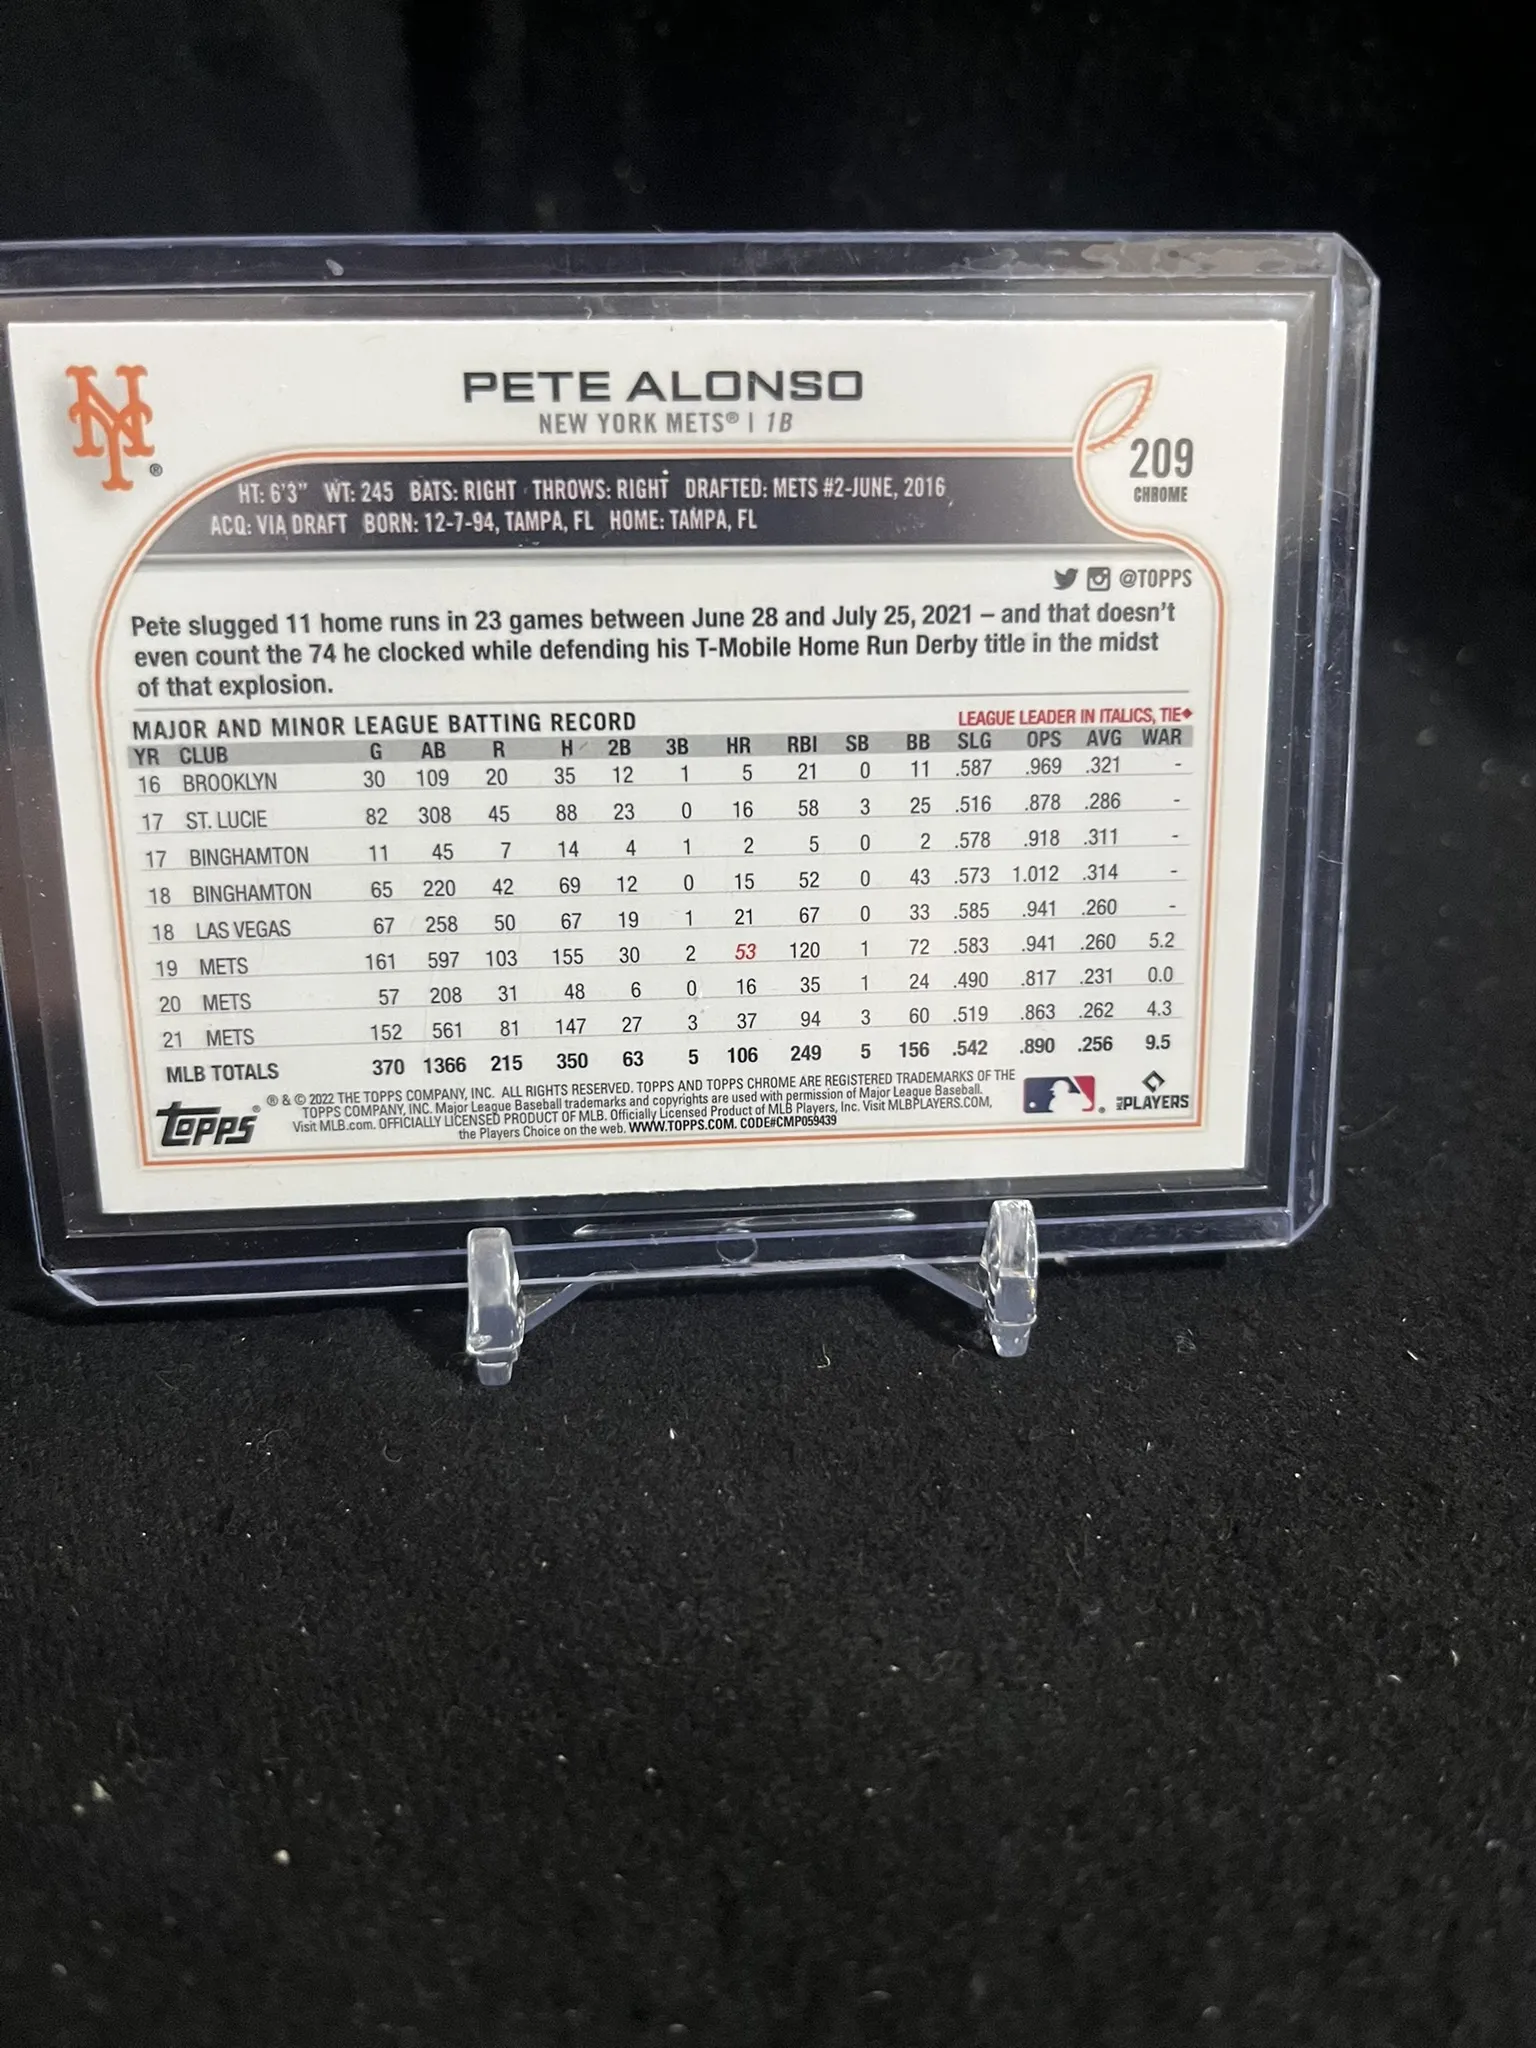 NY ®
PETE ALONSO
NEW YORK METS® | 1B
209
CHROME
HT: 6'3" WT: 245 BATS: RIGHT THROWS: RIGHT DRAFTED: METS #2-JUNE, 2016
ACQ: VIA DRAFT BORN: 12-7-94, TAMPA, FL HOME: TAMPA, FL
@TOPPS
Pete slugged 11 home runs in 23 games between June 28 and July 25, 2021 – and that doesn't
even count the 74 he clocked while defending his T-Mobile Home Run Derby title in the midst
of that explosion.
MAJOR AND MINOR LEAGUE BATTING RECORD LEAGUE LEADER IN ITALICS, TIE◆
YR CLUB G AB R H 2B 3B HR RBI SB BB SLG OPS AVG WAR
16 BROOKLYN 30 109 20 35 12 1 5 21 0 11 .587 .969 .321 -
17 ST. LUCIE 82 308 45 88 23 0 16 58 3 25 .516 .878 .286 -
17 BINGHAMTON 11 45 7 14 4 1 2 5 0 2 .578 .918 .311 -
18 BINGHAMTON 65 220 42 69 12 0 15 52 0 43 .573 1.012 .314 -
18 LAS VEGAS 67 258 50 67 19 1 21 67 0 33 .585 .941 .260 -
19 METS 161 597 103 155 30 2 53 120 1 72 .583 .941 .260 5.2
20 METS 57 208 31 48 6 0 16 35 1 24 .490 .817 .231 0.0
21 METS 152 561 81 147 27 3 37 94 3 60 .519 .863 .262 4.3
MLB TOTALS 370 1366 215 350 63 5 106 249 5 156 .542 .890 .256 9.5
TOPPS®
® & © 2022 THE TOPPS COMPANY, INC. ALL RIGHTS RESERVED. TOPPS AND TOPPS CHROME ARE REGISTERED TRADEMARKS OF THE
TOPPS COMPANY, INC. Major League Baseball trademarks and copyrights are used with permission of Major League Baseball.
Visit MLB.com. OFFICIALLY LICENSED PRODUCT OF MLB. Officially Licensed Product of MLB Players, Inc. Visit MLBPLAYERS.COM,
the Players Choice on the web. WWW.TOPPS.COM. CODE#CMP059439
MLB PLAYERS